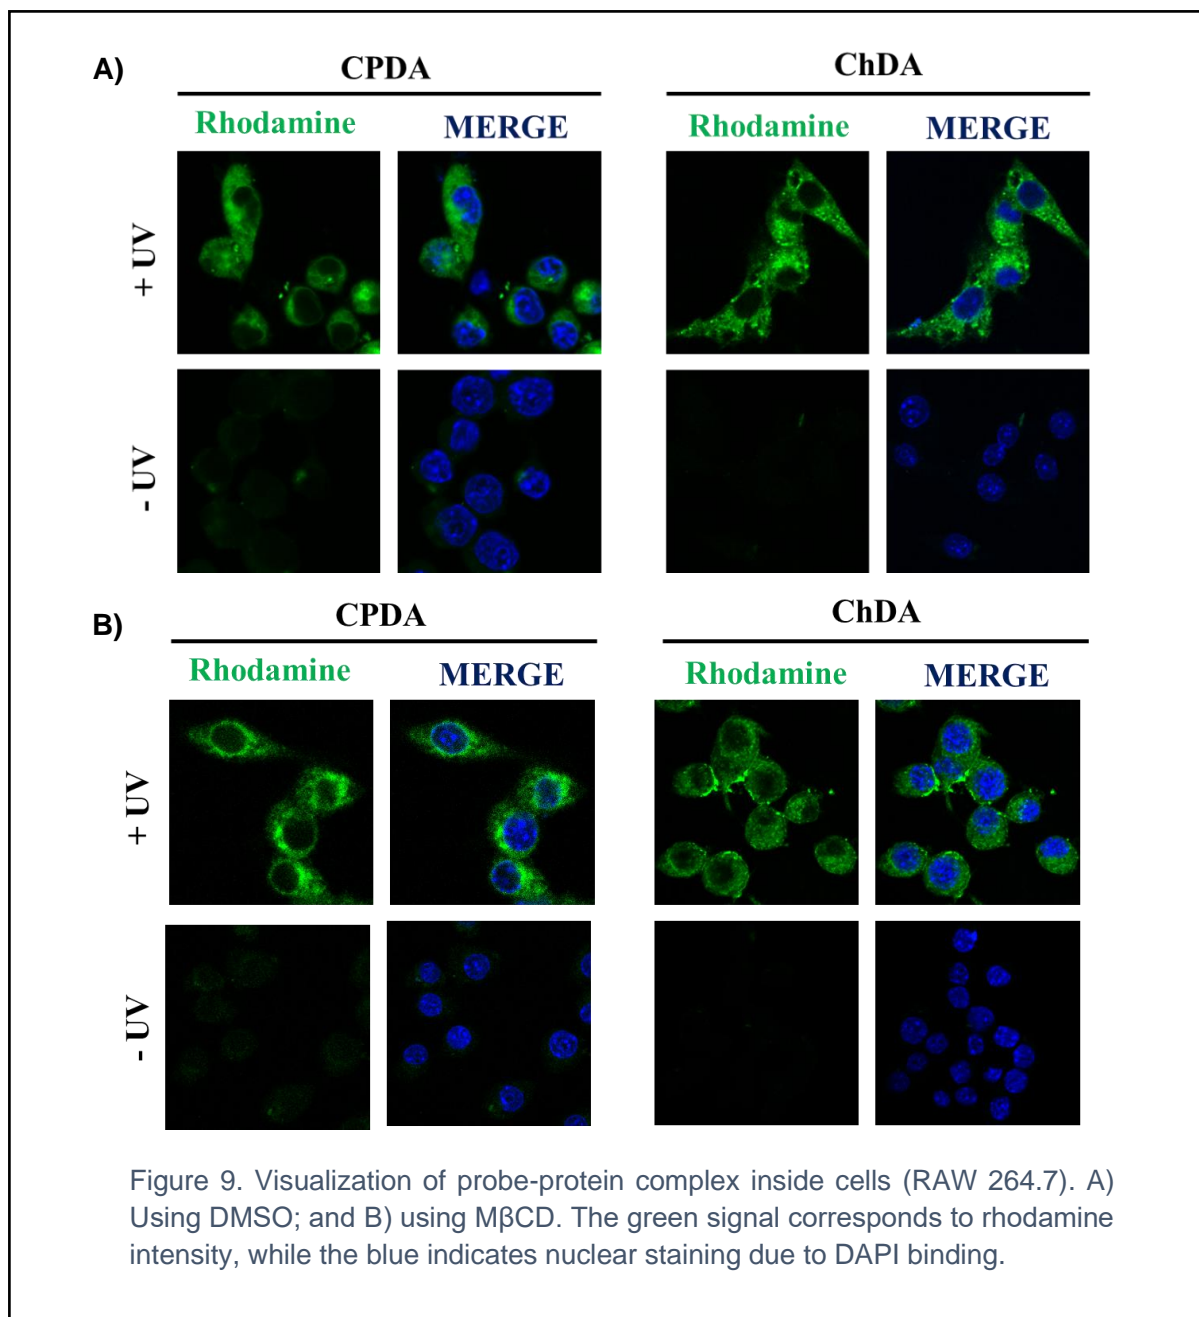 A)
CPDA
ChDA
Rhodamine
MERGE
Rhodamine
MERGE
+ UV
- UV
B)
CPDA
ChDA
Rhodamine
MERGE
Rhodamine
MERGE
+ UV
- UV
Figure 9. Visualization of probe-protein complex inside cells (RAW 264.7). A)
Using DMSO; and B) using MβCD. The green signal corresponds to rhodamine
intensity, while the blue indicates nuclear staining due to DAPI binding.